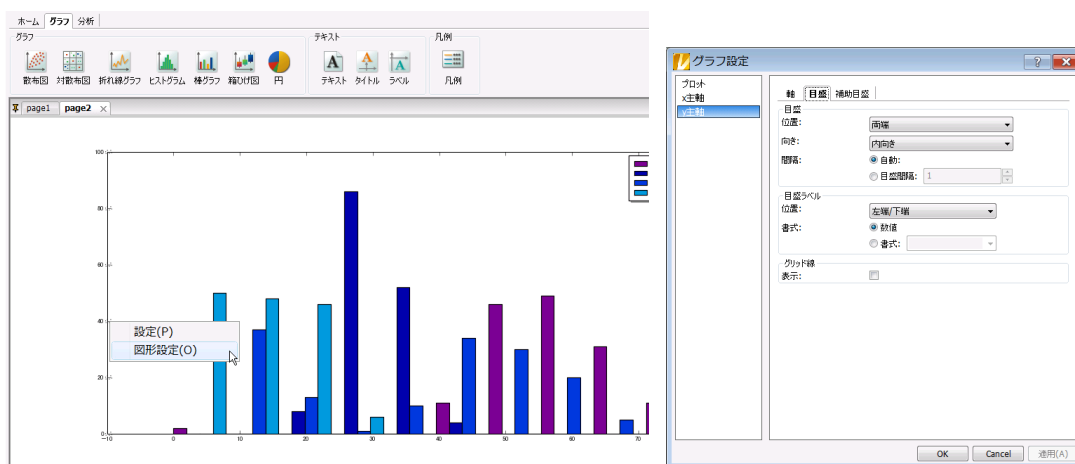 ホーム グラフ 分析
グラフ テキスト 凡例
散布図 対散布図 折れ線グラフ ヒストグラム 棒グラフ 箱ひげ図 円 テキスト タイトル ラベル 凡例
page1 page2 ×
100
80
60
40
20
0
-10 0 10 20 30 40 50 60 70
設定(P)
図形設定(O)
グラフ設定
プロット
x主軸
y主軸
軸 目盛 補助目盛
目盛
位置: 両端
向き: 内向き
間隔: 自動:
目盛間隔: 1
目盛ラベル
位置: 左端/下端
書式: 数値
書式:
グリッド線
表示:
OK Cancel 適用(A)